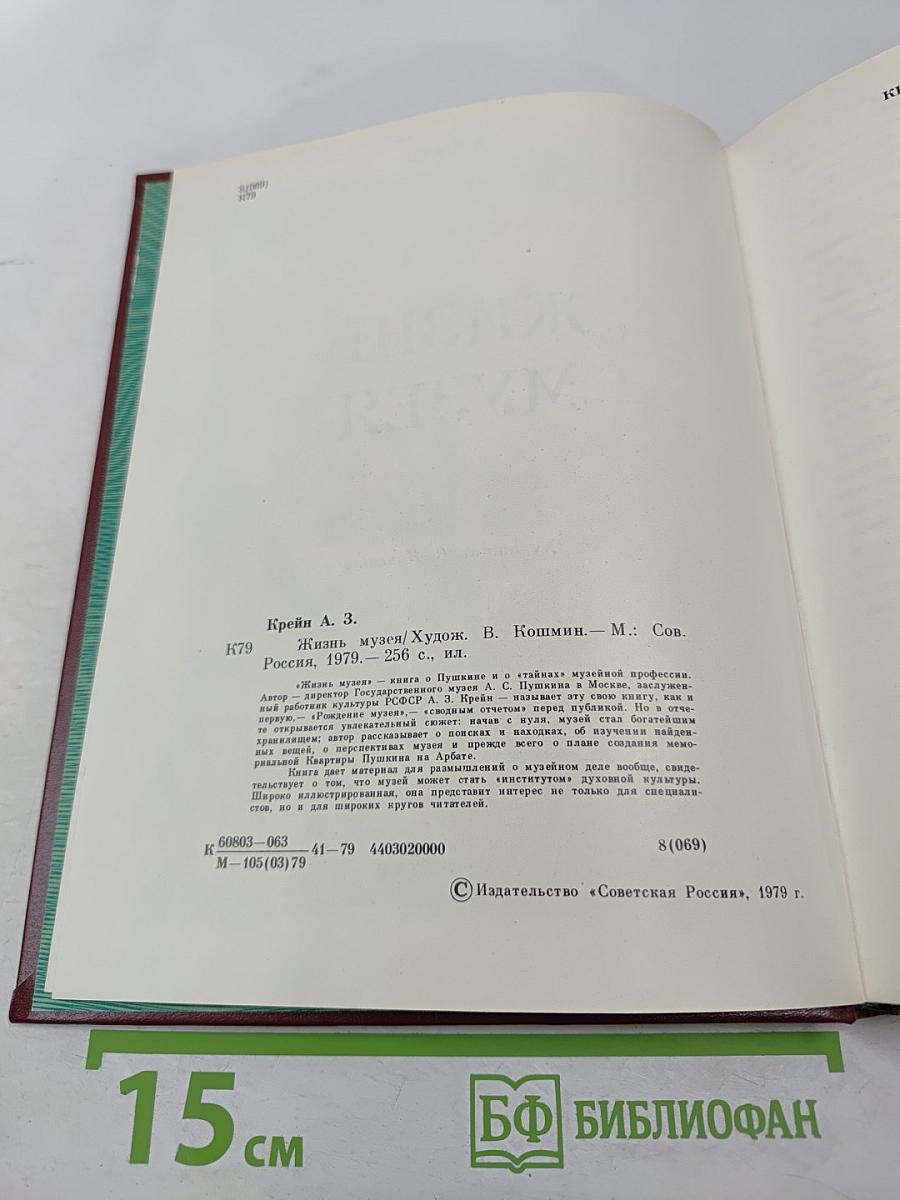 8(069)
К79
Крейн А. З.
К79
Жизнь музея/Худож. В. Кошмин.— М.: Сов.
Россия, 1979.— 256 с., ил.
«Жизнь музея» — книга о Пушкине и о «тайнах» музейной профессии.
Автор — директор Государственного музея А. С. Пушкина в Москве, заслужен-
ный работник культуры РСФСР А. З. Крейн — называет эту свою книгу, как и
первую,— «Рождение музея»,— «сводным отчетом» перед публикой. Но в отче-
те открывается увлекательный сюжет: начав с нуля, музей стал богатейшим
хранилищем; автор рассказывает о поисках и находках, об изучении найден-
ных вещей, о перспективах музея и прежде всего о плане создания мемо-
риальной Квартиры Пушкина на Арбате.
Книга дает материал для размышлений о музейном деле вообще, свиде-
тельствует о том, что музей может стать «институтом» духовной культуры.
Широко иллюстрированная, она представит интерес не только для специали-
стов, но и для широких кругов читателей.
К 60803—063
М—105(03)79
41—79 4403020000
8(069)
© Издательство «Советская Россия», 1979 г.
15 см
БФ БИБЛИОФАН